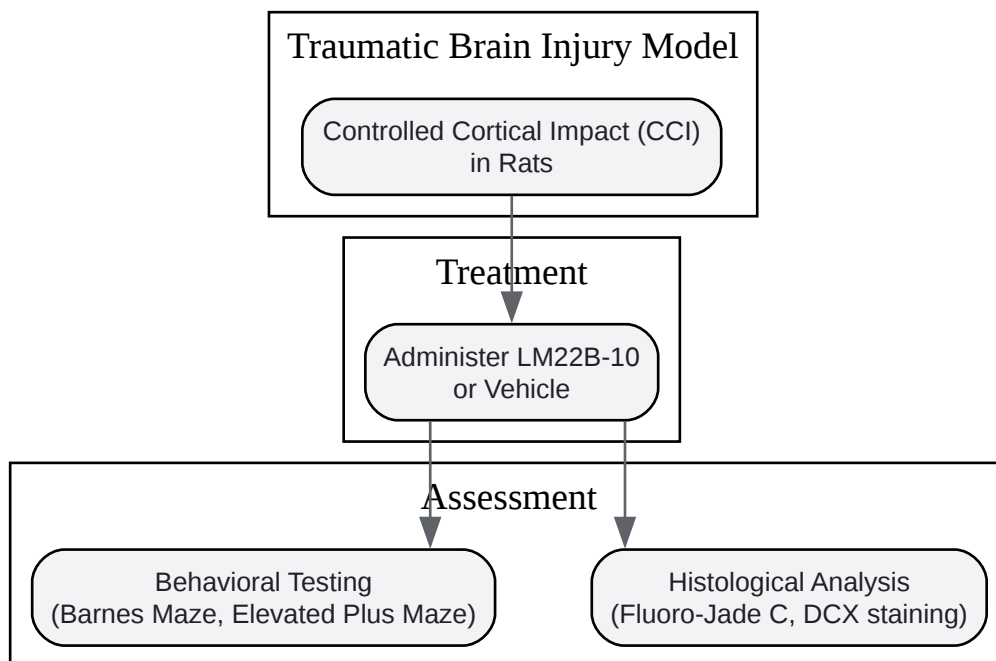 Traumatic Brain Injury Model
Controlled Cortical Impact (CCI)
in Rats
Treatment
Administer LM22B-10
or Vehicle
Assessment
Behavioral Testing
(Barnes Maze, Elevated Plus Maze)
Histological Analysis
(Fluoro-Jade C, DCX staining)